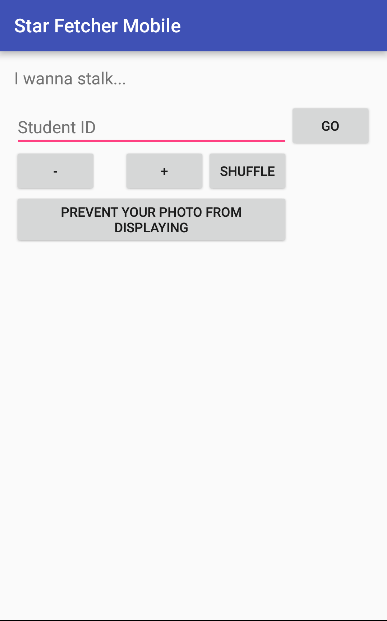 Star Fetcher Mobile
I wanna stalk...
Student ID
GO
-
+
SHUFFLE
PREVENT YOUR PHOTO FROM
DISPLAYING